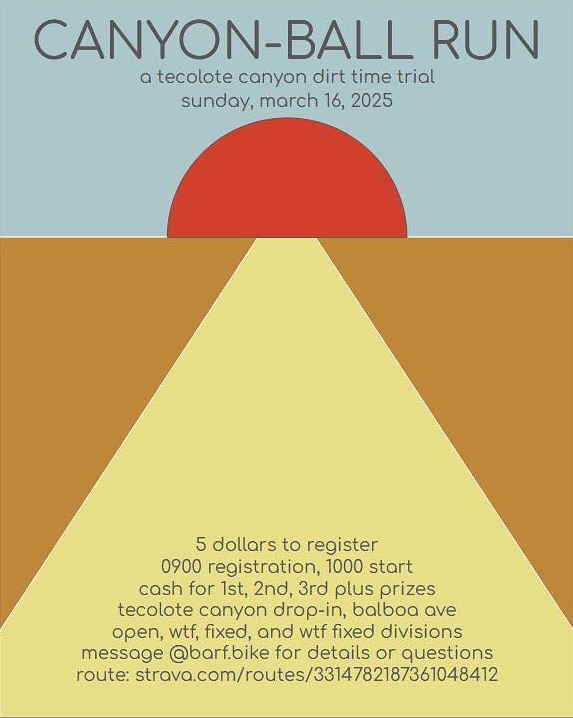 CANYON-BALL RUN
a tecolote canyon dirt time trial
sunday, march 16, 2025
5 dollars to register
0900 registration, 1000 start
cash for 1st, 2nd, 3rd plus prizes
tecolote canyon drop-in, balboa ave
open, wtf, fixed, and wtf fixed divisions
message @barf.bike for details or questions
route: strava.com/routes/3314782187361048412